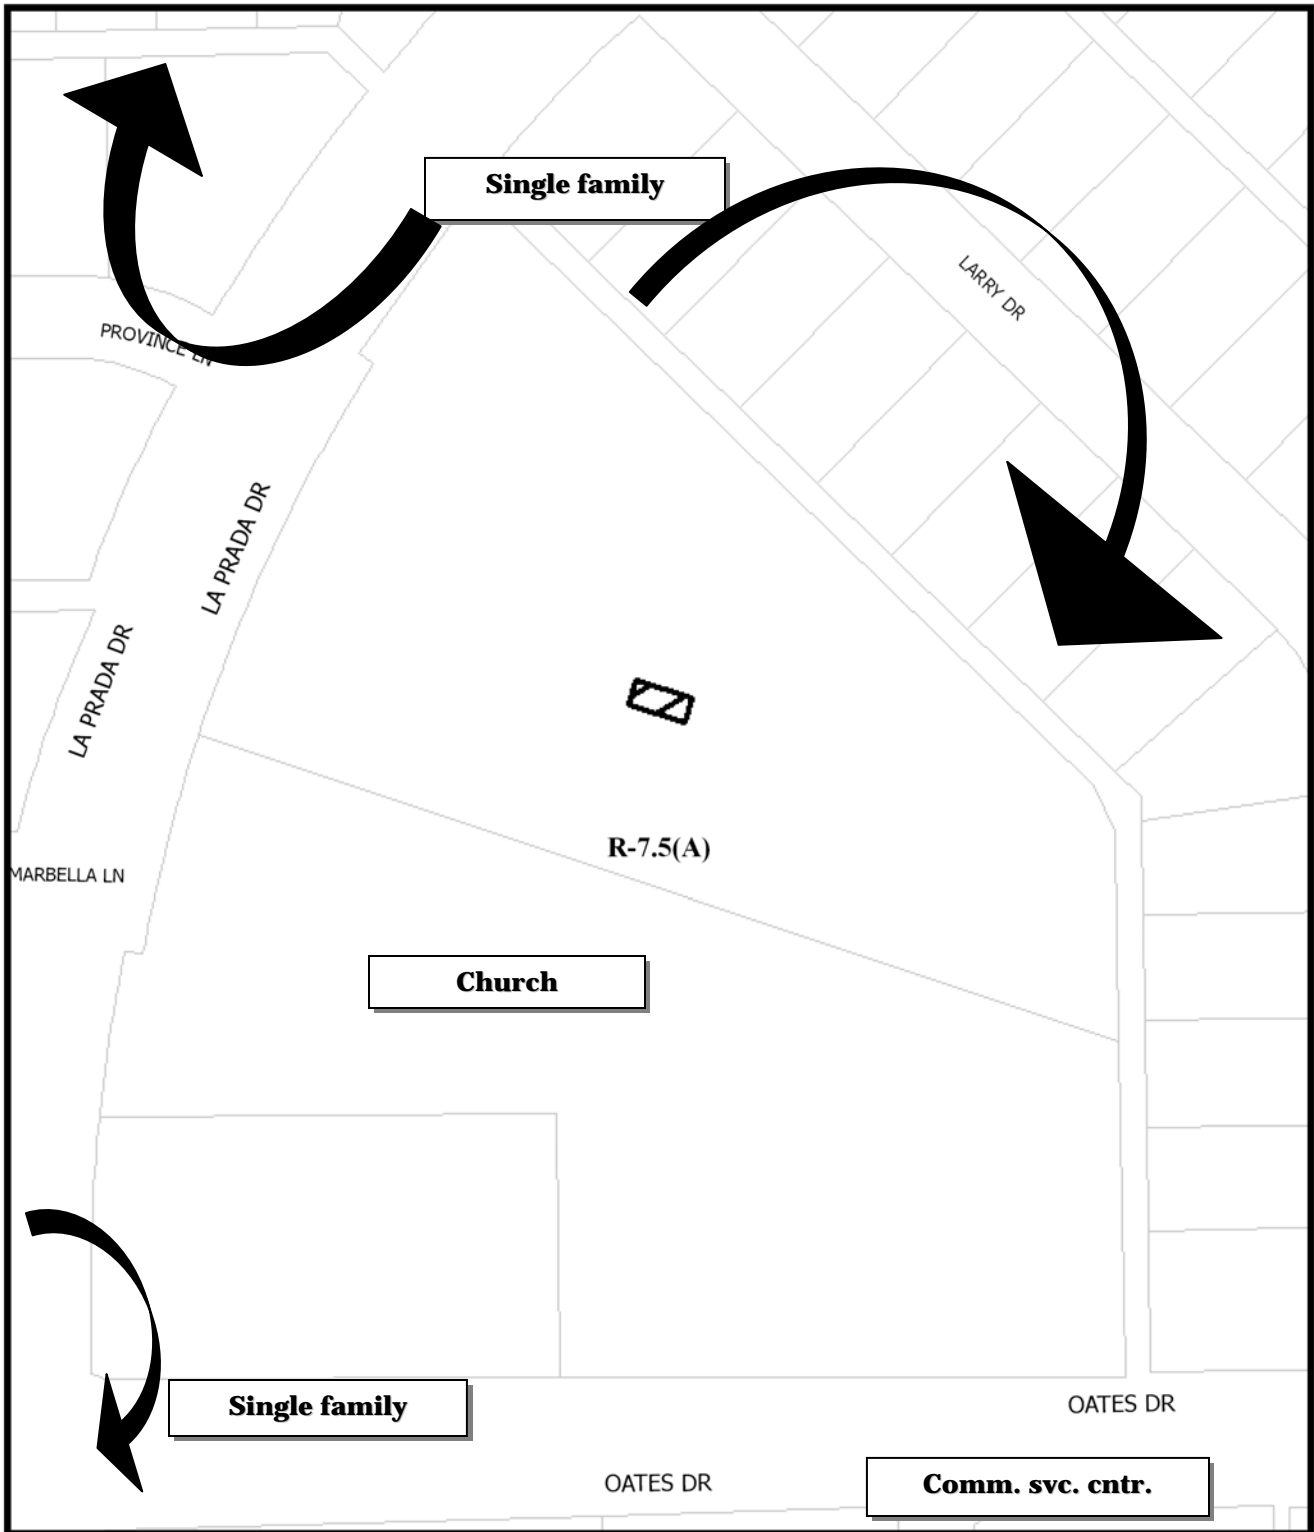 Single family
LARRY DR
PROVINCE LN
LA PRADA DR
LA PRADA DR
R-7.5(A)
MARBELLA LN
Church
Single family
OATES DR
OATES DR
Comm. svc. cntr.